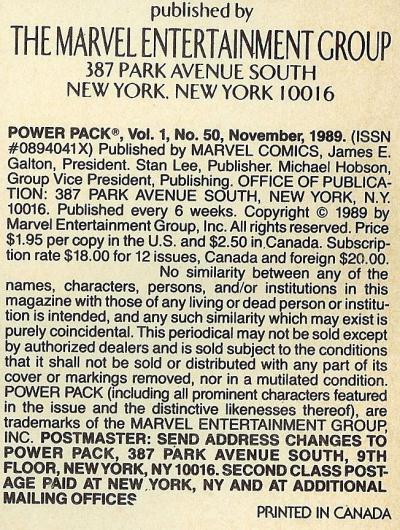 published by
THE MARVEL ENTERTAINMENT GROUP
387 PARK AVENUE SOUTH
NEW YORK. NEW YORK 10016
POWER PACK®, Vol. 1, No. 50, November, 1989. (ISSN
#0894041X) Published by MARVEL COMICS, James E.
Galton, President. Stan Lee, Publisher. Michael Hobson,
Group Vice President, Publishing. OFFICE OF PUBLICA-
TION: 387 PARK AVENUE SOUTH, NEW YORK, N.Y.
10016. Published every 6 weeks. Copyright © 1989 by
Marvel Entertainment Group, Inc. All rights reserved. Price
$1.95 per copy in the U.S. and $2.50 in Canada. Subscrip-
tion rate $18.00 for 12 issues, Canada and foreign $20.00.
No similarity between any of the
names, characters, persons, and/or institutions in this
magazine with those of any living or dead person or institu-
tion is intended, and any such similarity which may exist is
purely coincidental. This periodical may not be sold except
by authorized dealers and is sold subject to the conditions
that it shall not be sold or distributed with any part of its
cover or markings removed, nor in a mutilated condition.
POWER PACK (including all prominent characters featured
in the issue and the distinctive likenesses thereof), are
trademarks of the MARVEL ENTERTAINMENT GROUP,
INC. POSTMASTER: SEND ADDRESS CHANGES TO
POWER PACK, 387 PARK AVENUE SOUTH, 9TH
FLOOR, NEW YORK, NY 10016. SECOND CLASS POST-
AGE PAID AT NEW YORK, NY AND AT ADDITIONAL
MAILING OFFICES
PRINTED IN CANADA